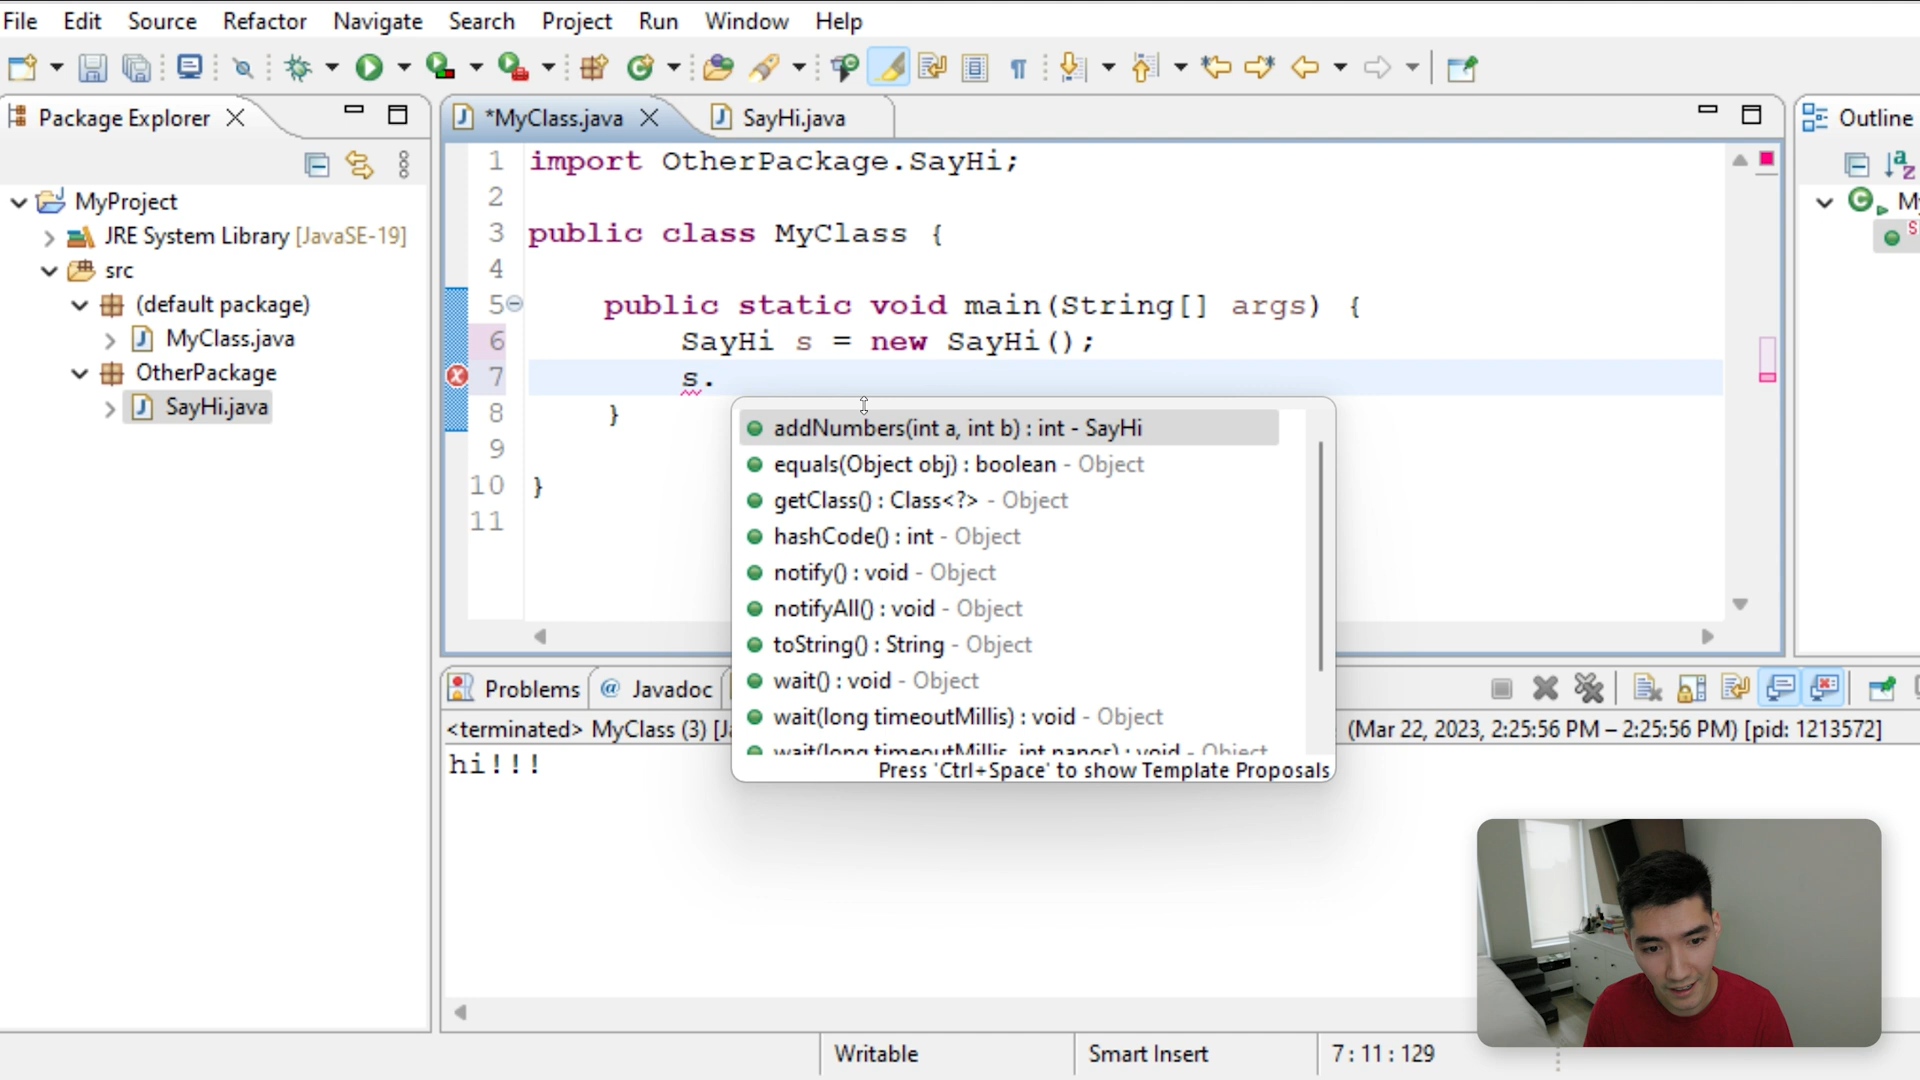 File Edit Source Refactor Navigate Search Project Run Window Help
Package Explorer
MyProject
JRE System Library [JavaSE-19]
src
(default package)
MyClass.java
OtherPackage
SayHi.java
*MyClass.java
SayHi.java
1 import OtherPackage.SayHi;
2
3 public class MyClass {
4
5 public static void main(String[] args) {
6 SayHi s = new SayHi();
7 s.
8 }
9
10 }
11
addNumbers(int a, int b) : int - SayHi
equals(Object obj) : boolean - Object
getClass() : Class<?> - Object
hashCode() : int - Object
notify() : void - Object
notifyAll() : void - Object
toString() : String - Object
wait() : void - Object
wait(long timeoutMillis) : void - Object
wait(long timeoutMillis, int nanos) : void - Object
Press 'Ctrl+Space' to show Template Proposals
Outline
Problems @ Javadoc
<terminated> MyClass (3) [J
(Mar 22, 2023, 2:25:56 PM – 2:25:56 PM) [pid: 1213572]
hi!!!
Writable Smart Insert 7 : 11 : 129